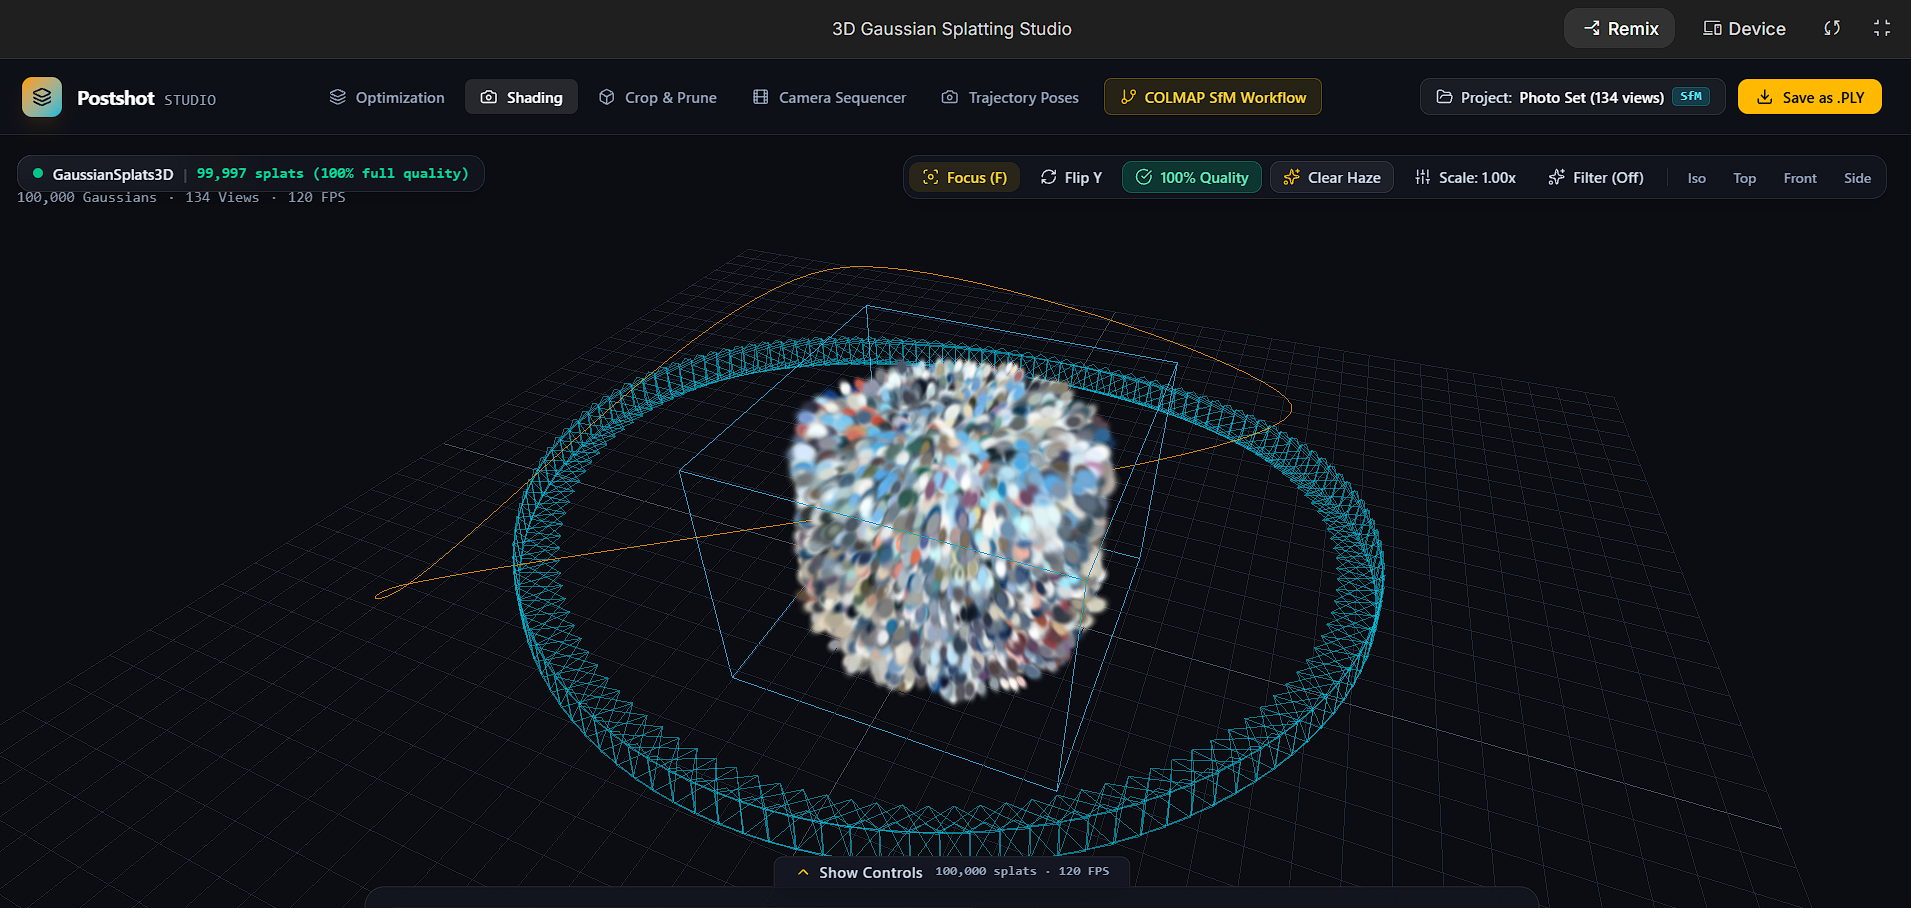 3D Gaussian Splatting Studio
Remix
Device
Postshot STUDIO
Optimization
Shading
Crop & Prune
Camera Sequencer
Trajectory Poses
COLMAP SfM Workflow
Project: Photo Set (134 views) SfM
Save as .PLY
GaussianSplats3D | 99,997 splats (100% full quality)
100,000 Gaussians · 134 Views · 120 FPS
Focus (F)
Flip Y
100% Quality
Clear Haze
Scale: 1.00x
Filter (Off)
Iso
Top
Front
Side
Show Controls 100,000 splats · 120 FPS